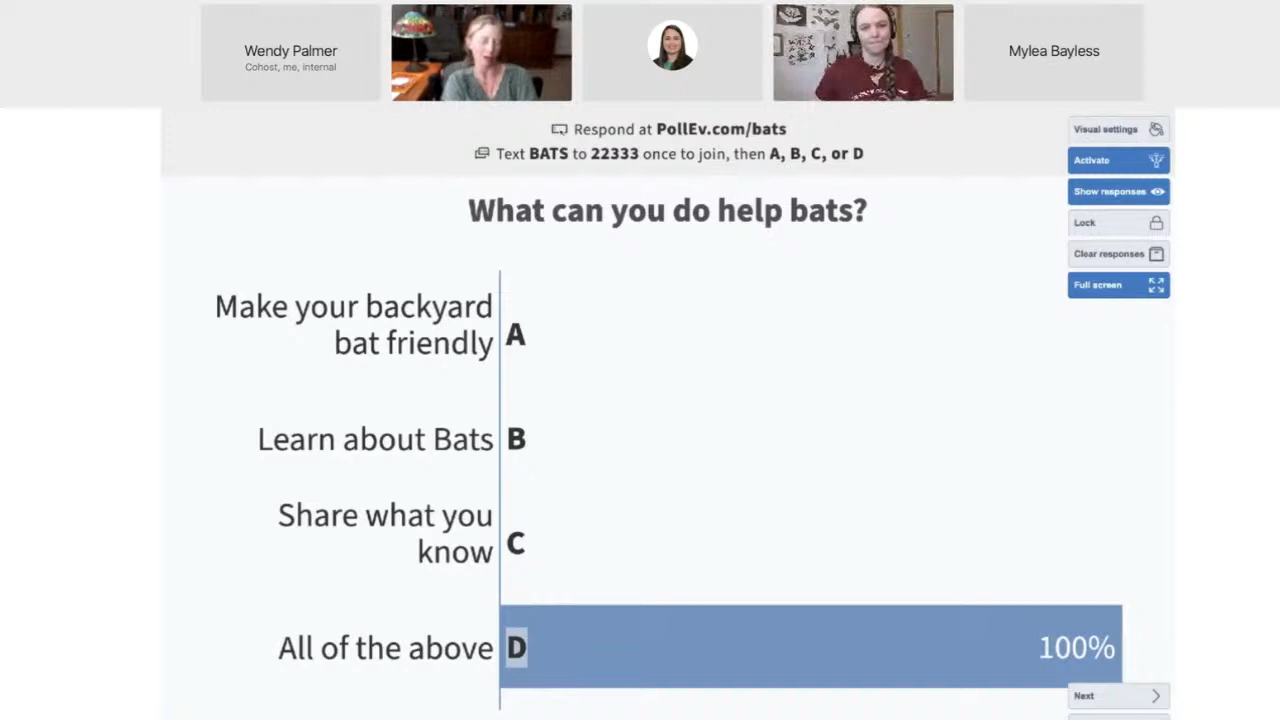 Wendy Palmer
Cohost, me, internal
Mylea Bayless
Respond at PollEv.com/bats
Text BATS to 22333 once to join, then A, B, C, or D
Visual settings
Activate
Show responses
Lock
Clear responses
Full screen
What can you do help bats?
Make your backyard
bat friendly
A
Learn about Bats
B
Share what you
know
C
All of the above
D
100%
Next